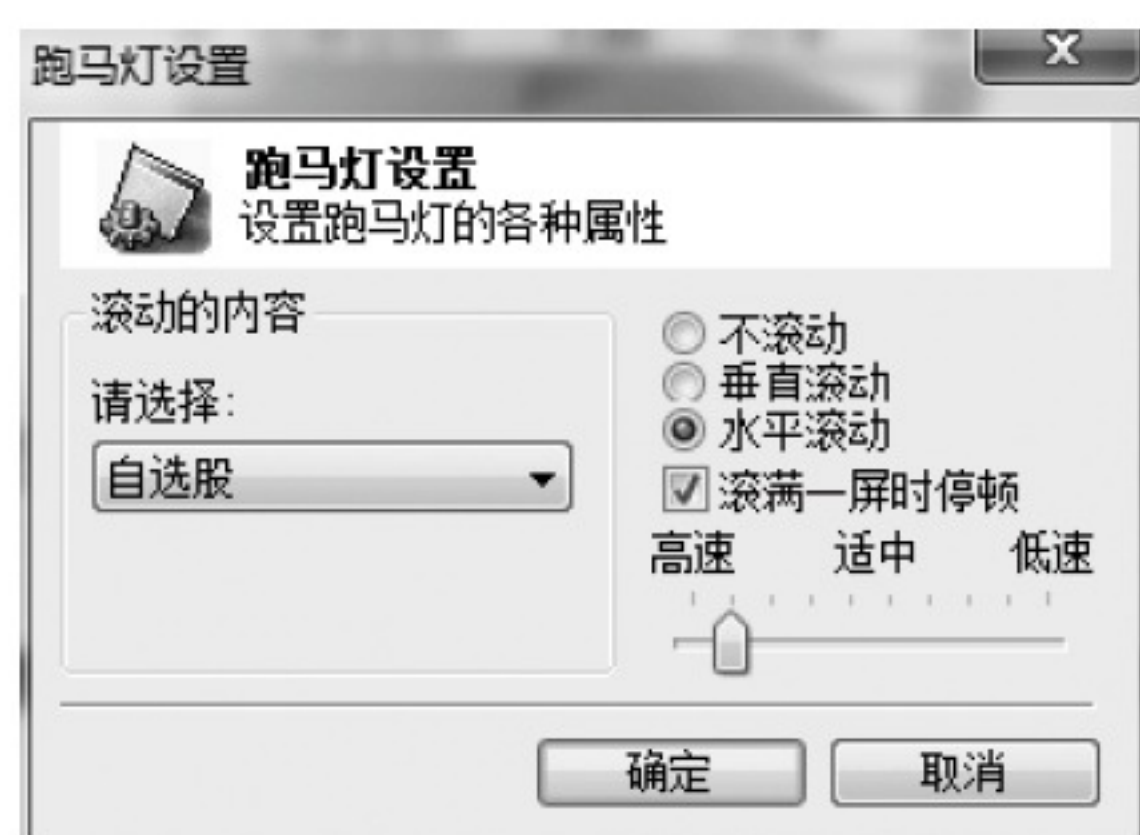 跑马灯设置
跑马灯设置
设置跑马灯的各种属性
滚动的内容
请选择:
自选股
不滚动
垂直滚动
水平滚动
滚满一屏时停顿
高速 适中 低速
确定 取消